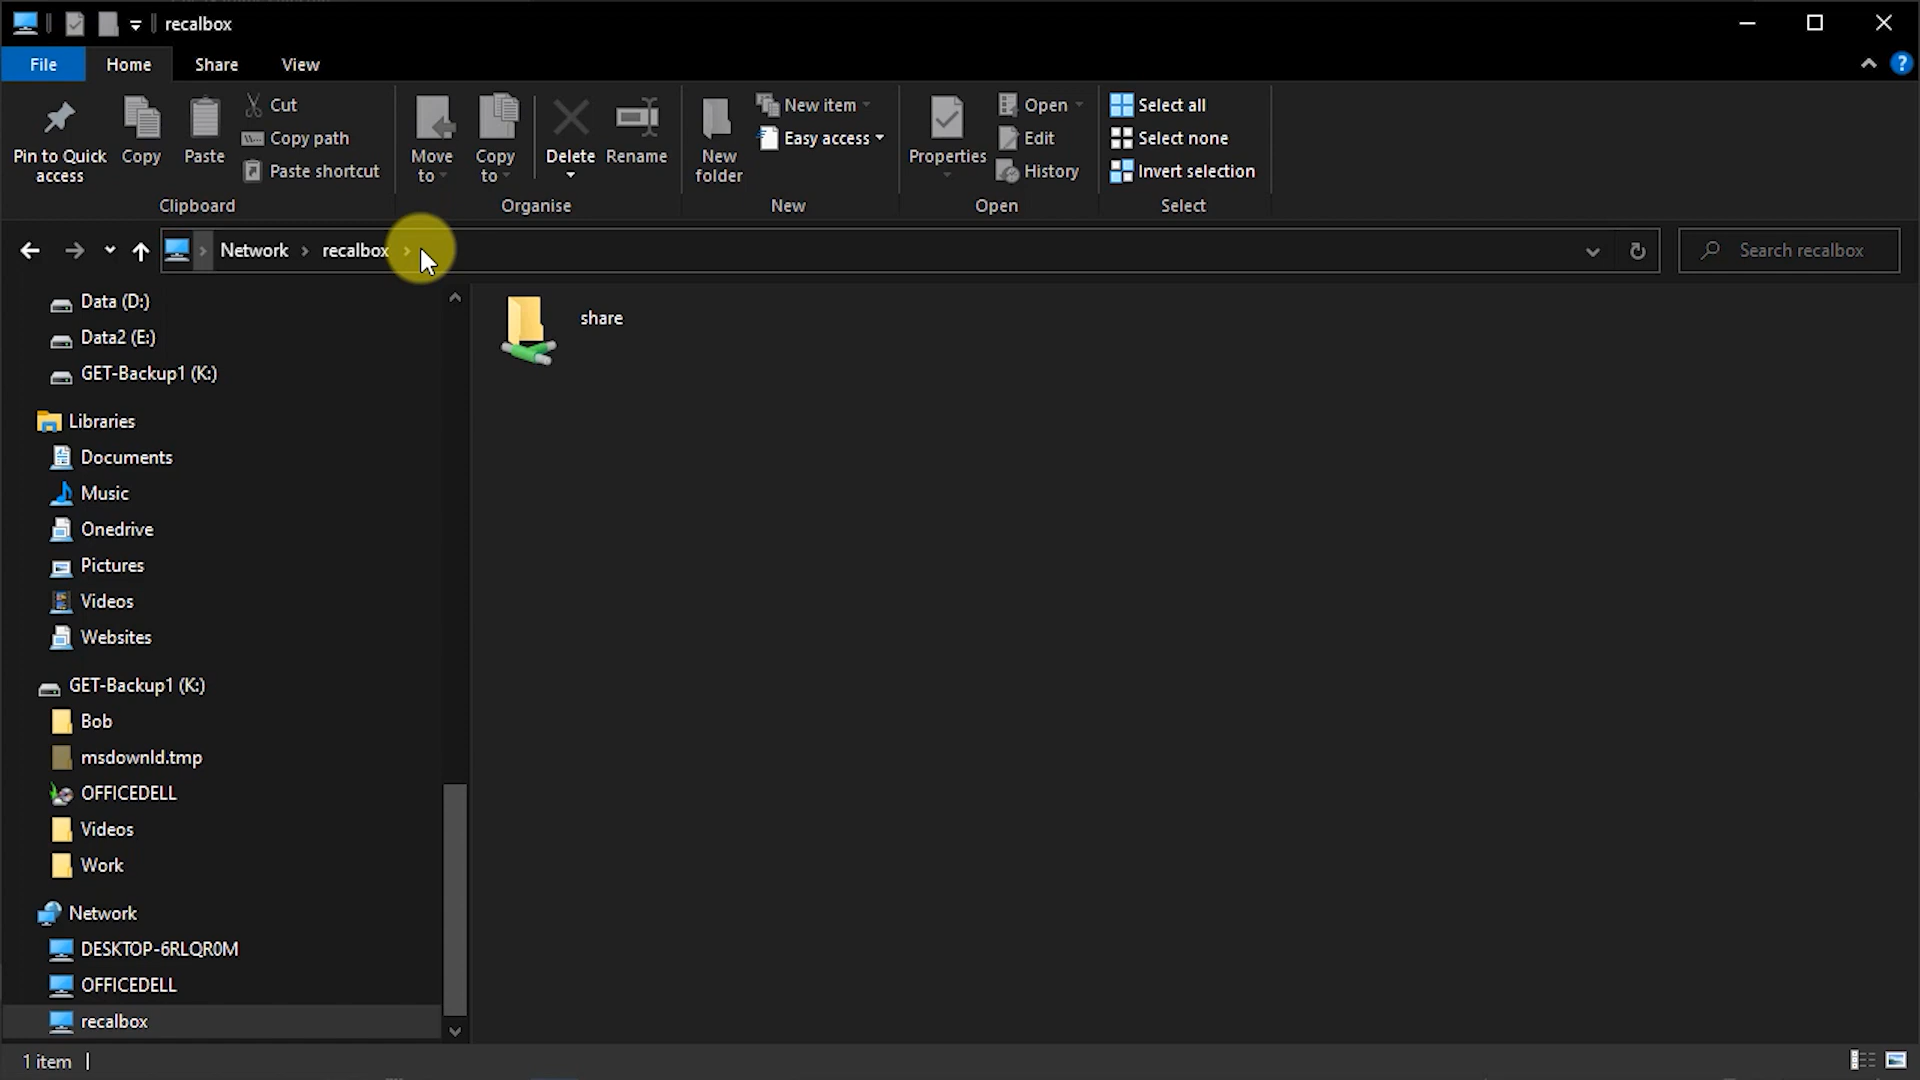 recalbox
File Home Share View
Pin to Quick access
Copy
Paste
Cut
Copy path
Paste shortcut
Clipboard
Move to
Copy to
Delete
Rename
Organise
New folder
New item
Easy access
New
Properties
Open
Edit
History
Open
Select all
Select none
Invert selection
Select
Network recalbox
Search recalbox
Data (D:)
Data2 (E:)
GET-Backup1 (K:)
Libraries
Documents
Music
Onedrive
Pictures
Videos
Websites
GET-Backup1 (K:)
Bob
msdownld.tmp
OFFICEDELL
Videos
Work
Network
DESKTOP-6RLQR0M
OFFICEDELL
recalbox
share
1 item